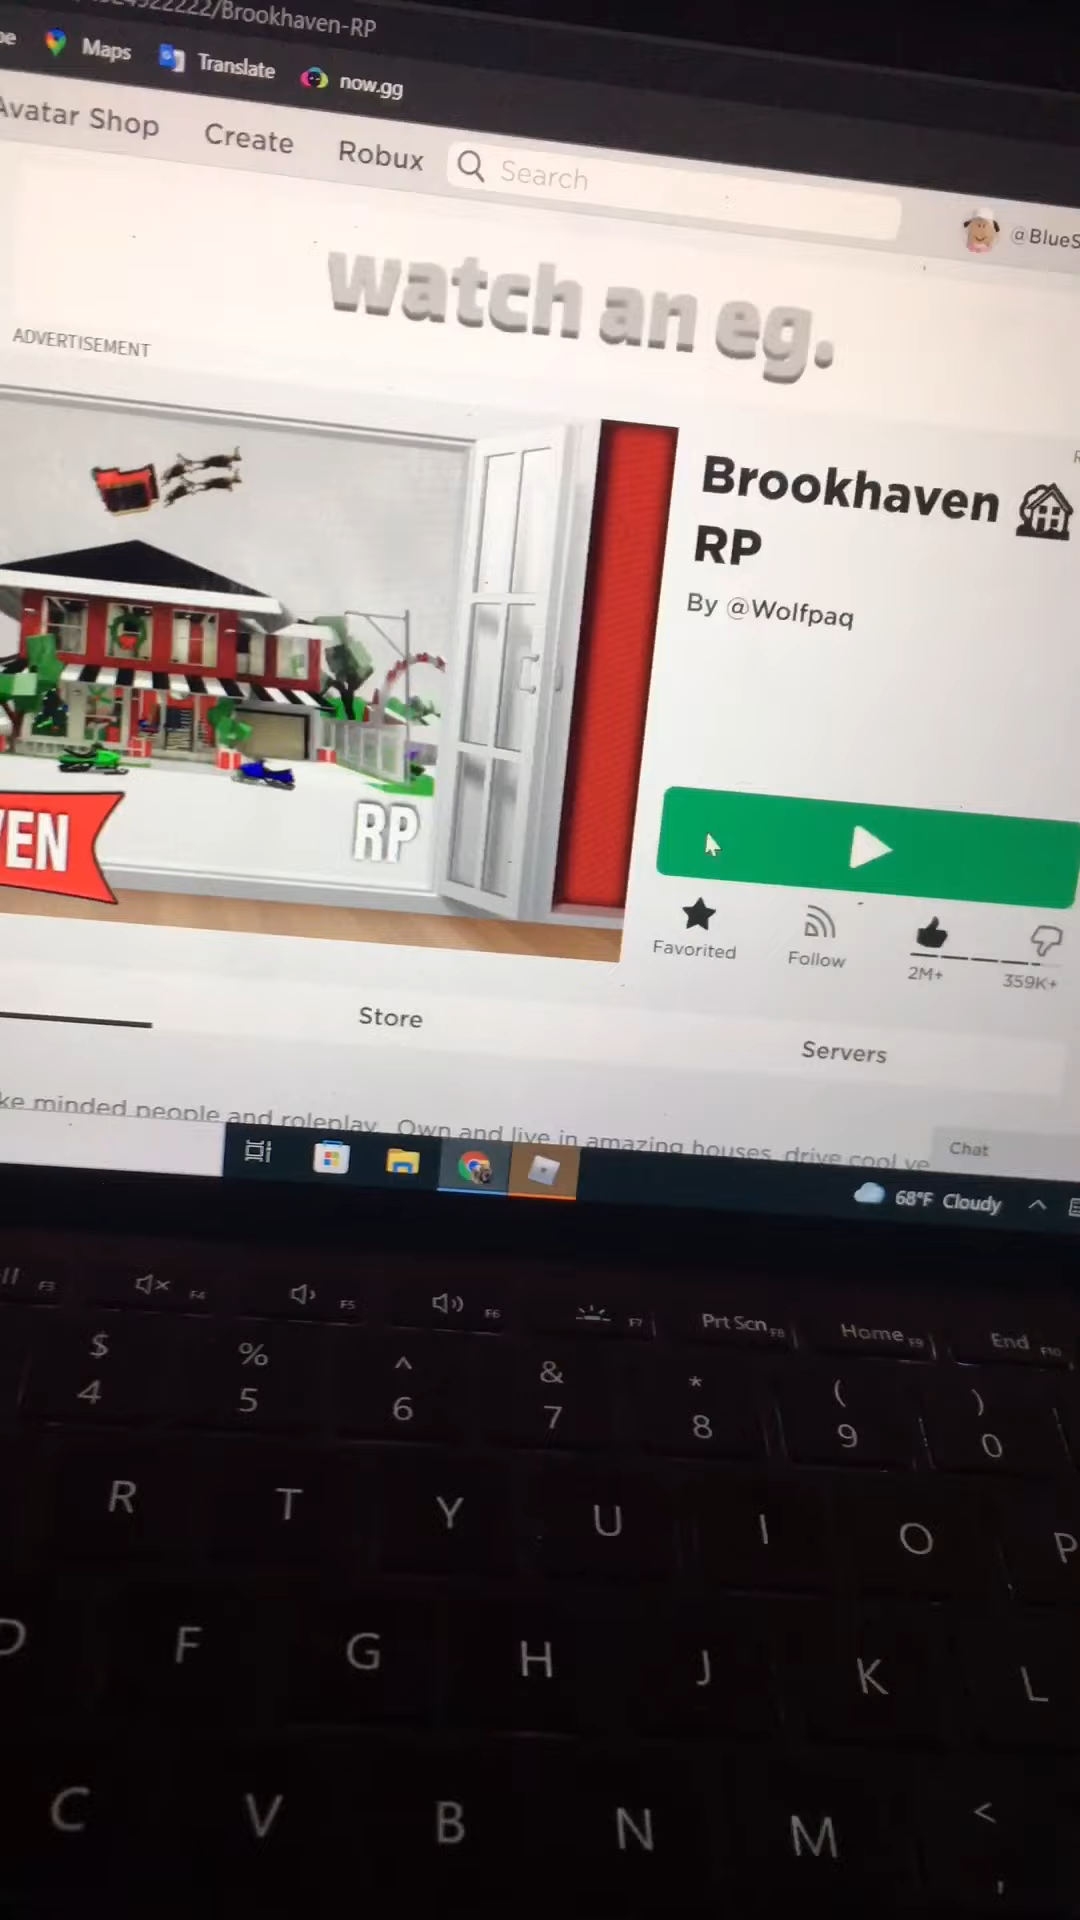 /Brookhaven-RP
Maps
Translate
now.gg
Avatar Shop
Create
Robux
Search
@BlueS
watch an eg.
ADVERTISEMENT
Brookhaven
RP
By @Wolfpaq
VEN
RP
Favorited
Follow
2M+
359K+
Store
Servers
ke minded people and roleplay. Own and live in amazing houses, drive cool ve
Chat
68°F Cloudy
F3
F4
F5
F6
F7
Prt Scn F8
Home F9
End F10
$ % ^ & * ( )
4 5 6 7 8 9 0
R T Y U I O P
D F G H J K L
C V B N M <
,